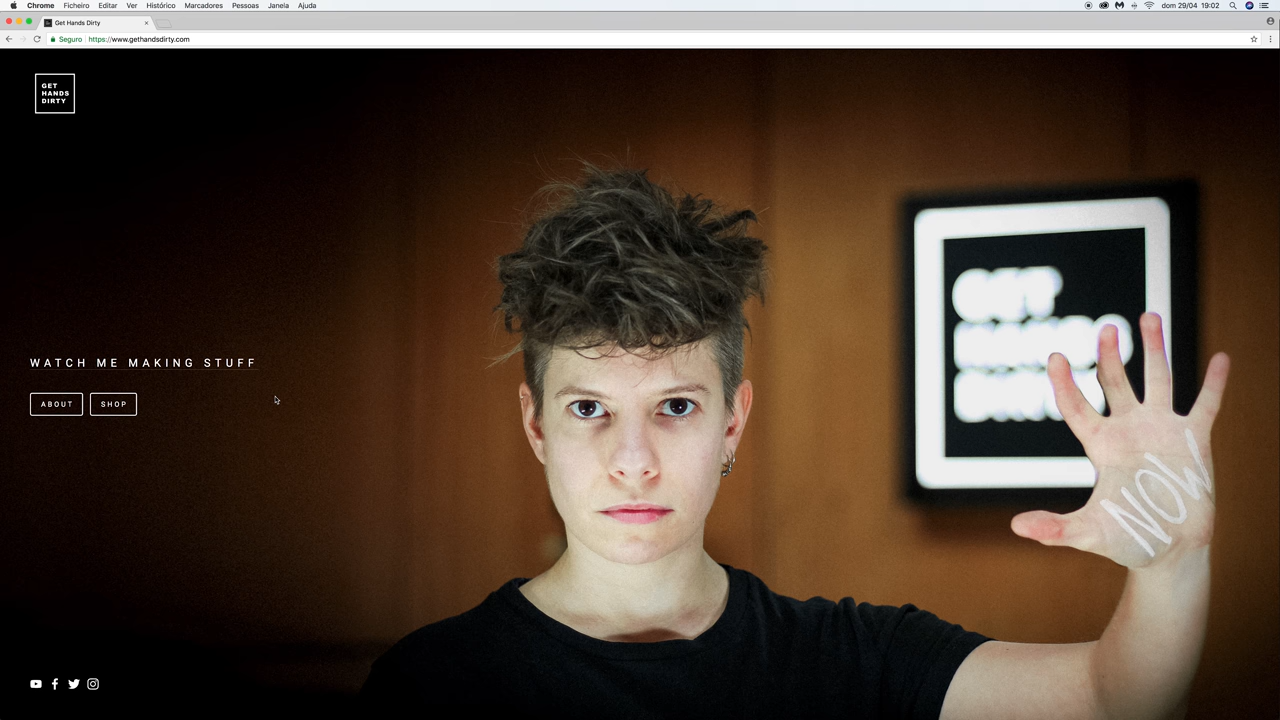 Chrome Ficheiro Editar Ver Histórico Marcadores Pessoas Janela Ajuda dom 29/04 19:02
Get Hands Dirty
Seguro https://www.gethandsdirty.com
GET
HANDS
DIRTY
WATCH ME MAKING STUFF
ABOUT SHOP
NOW